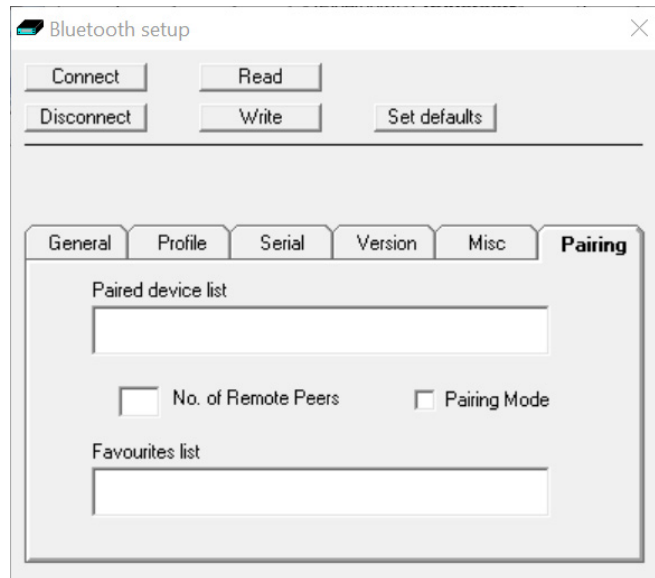 Bluetooth setup
Connect Read
Disconnect Write Set defaults
General Profile Serial Version Misc Pairing
Paired device list
No. of Remote Peers Pairing Mode
Favourites list